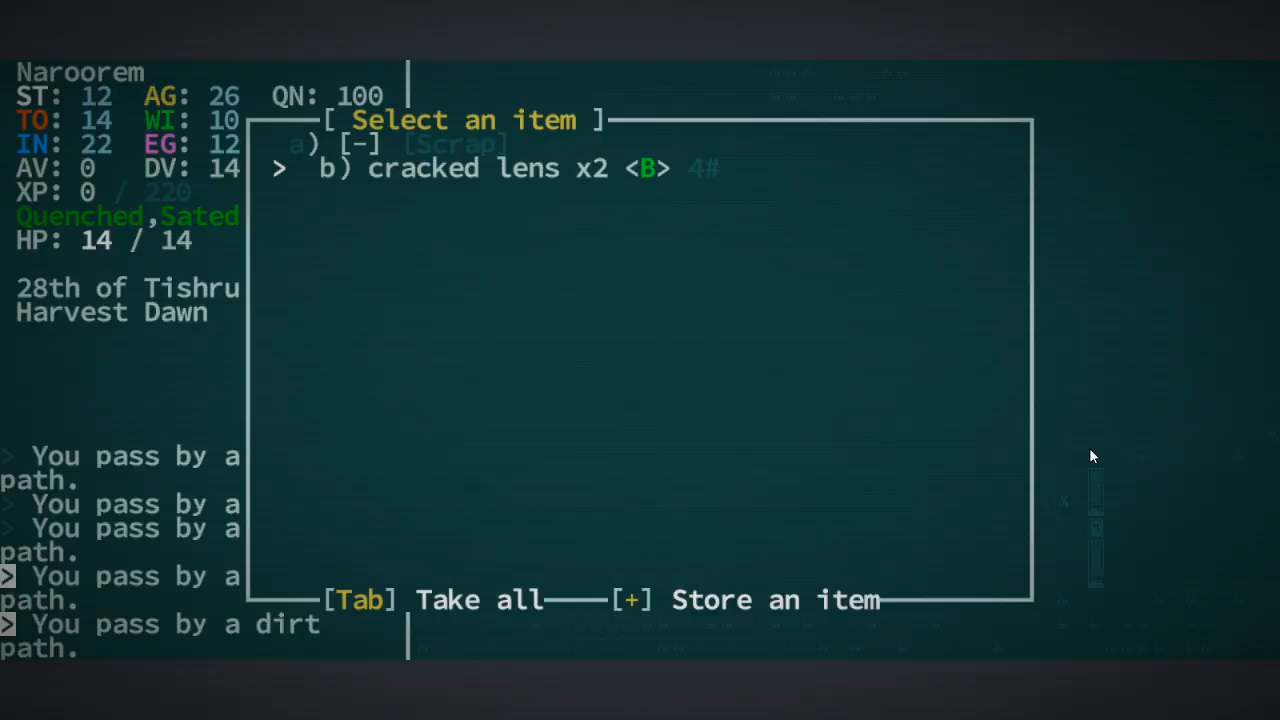 Naroorem
ST: 12 AG: 26 QN: 100
TO: 14 WI: 10
IN: 22 EG: 12
AV: 0 DV: 14
XP: 0 / 220
Quenched,Sated
HP: 14 / 14
28th of Tishru
Harvest Dawn
[ Select an item ]
a) [-] [Scrap]
> b) cracked lens x2 <B> 4#
[Tab] Take all
[+] Store an item
> You pass by a
path.
> You pass by a
> You pass by a
path.
> You pass by a
path.
> You pass by a dirt
path.